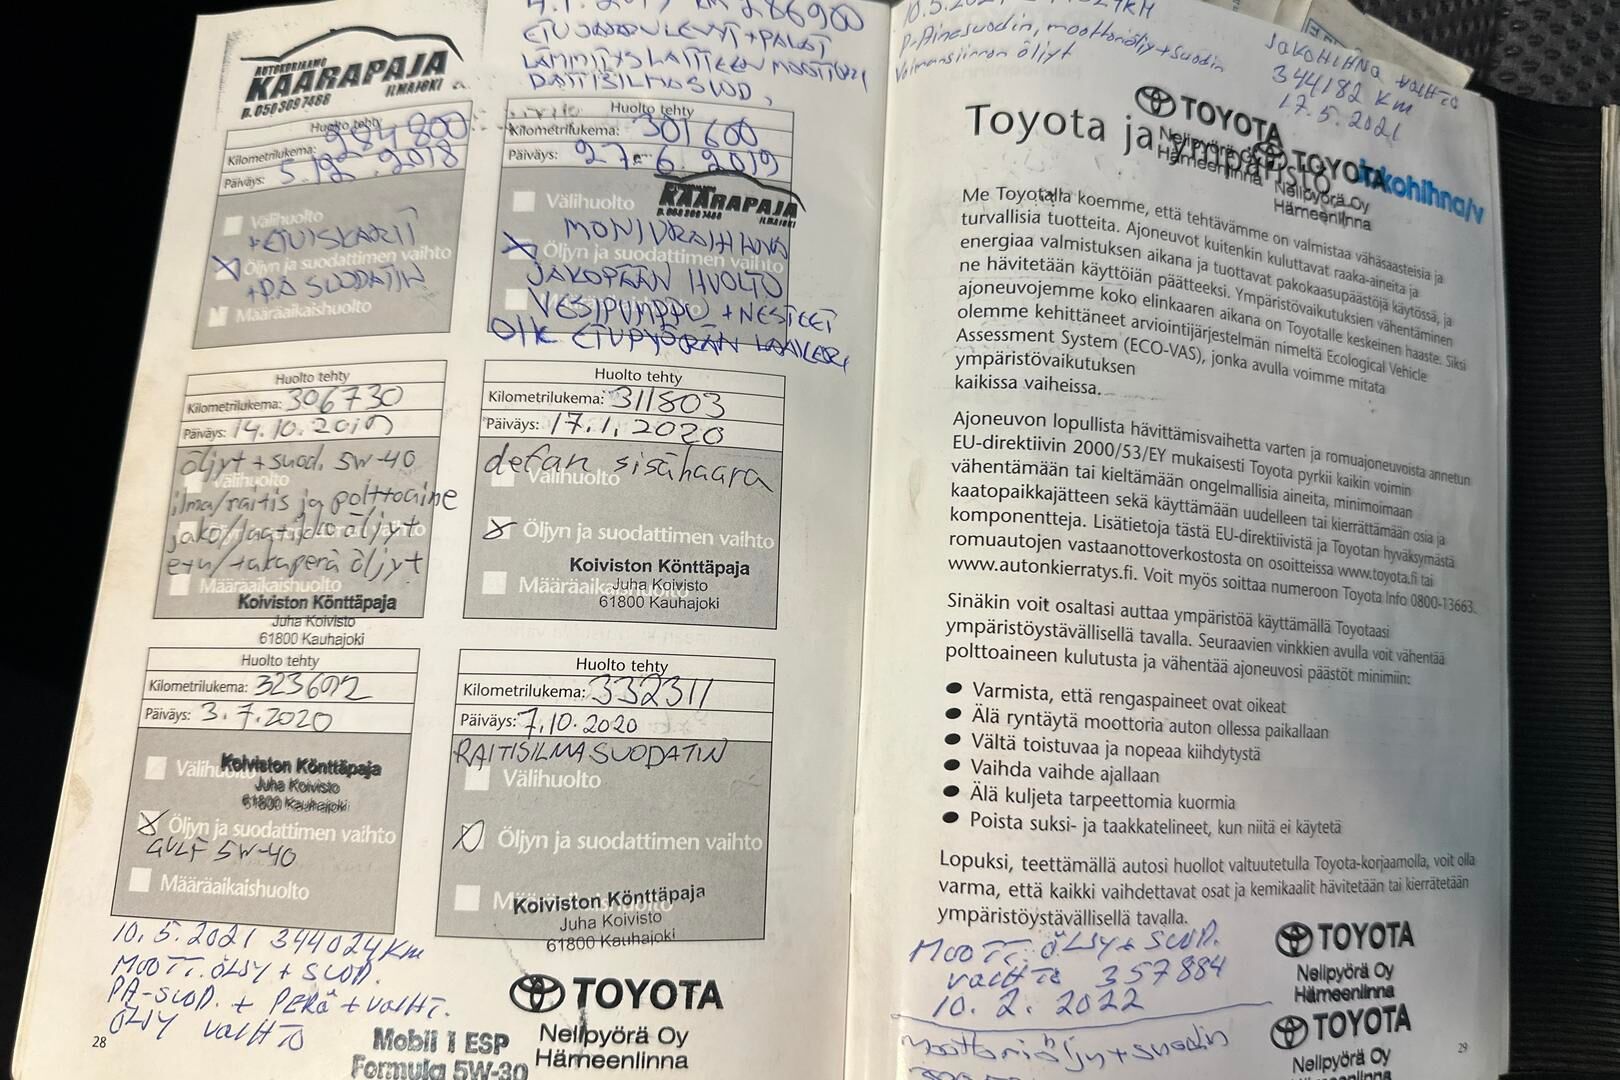 AUTOKORJAAMO
KAARAPAJA
ILMAJOKI
P. 050 309 7466
Huolto tehty
Kilometrilukema: 284800
Päiväys: 5.12.2018
Välihuolto
+ETUISKARIT
Öljyn ja suodattimen vaihto
+PA SUODATIN
Määräaikaishuolto
286900
ETUJARRULEVYT+PALAT
LÄMMITYSLAITTEEN MOOTTORI
Huolto tehty
Kilometrilukema: 301600
Päiväys: 27.6.2019
Välihuolto
KAARAPAJA
ILMAJOKI
MONIURAHIHNA
Öljyn ja suodattimen vaihto
JAKOPÄÄN HUOLTO
VESIPUMPPU +NESTEET
OIK ETUPYÖRÄN LAAKERI
Huolto tehty
Kilometrilukema: 306730
Päiväys: 14.10.2019
öljyt + suod. 5W-40
Välihuolto
ilma/raitis ja polttoaine
jako/laatikko öljyt
etu/takaperä öljyt
Määräaikaishuolto
Koiviston Könttäpaja
Juha Koivisto
61800 Kauhajoki
Huolto tehty
Kilometrilukema: 311803
Päiväys: 17.1.2020
defan sisähaara
Välihuolto
Öljyn ja suodattimen vaihto
Koiviston Könttäpaja
Määräaikaishuolto
Juha Koivisto
61800 Kauhajoki
Huolto tehty
Kilometrilukema: 323692
Päiväys: 3.7.2020
Välihuolto
Koiviston Könttäpaja
Juha Koivisto
61800 Kauhajoki
Öljyn ja suodattimen vaihto
GULF 5W-40
Määräaikaishuolto
Huolto tehty
Kilometrilukema: 332311
Päiväys: 7.10.2020
RAITISILMASUODATIN
Välihuolto
Öljyn ja suodattimen vaihto
Koiviston Könttäpaja
Juha Koivisto
61800 Kauhajoki
10.5.2021 344024Km
MOOTT. ÖLJY + SUOD.
PA-SUOD. + PERÄ + VAIHT.
ÖLJY VAIHTO
28
Mobil 1 ESP
Formula 5W-30
TOYOTA
Nelipyörä Oy
Hämeenlinna
moottoriöljy+suodin
öljyt
JAKOHIHNA VAIHTO
344182 KM
17.5.2021
TOYOTA
Nelipyörä Oy
Hämeenlinna
TOYOTA
Nelipyörä Oy
Hämeenlinna
Toyota ja ympäristö
Me Toyotalla koemme, että tehtävämme on valmistaa vähäsaasteisia ja
turvallisia tuotteita. Ajoneuvot kuitenkin kuluttavat raaka-aineita ja
energiaa valmistuksen aikana ja tuottavat pakokaasupäästöjä käytössä, ja
ne hävitetään käyttöiän päätteeksi. Ympäristövaikutuksien vähentäminen
ajoneuvojemme koko elinkaaren aikana on Toyotalle keskeinen haaste. Siksi
olemme kehittäneet arviointijärjestelmän nimeltä Ecological Vehicle
Assessment System (ECO-VAS), jonka avulla voimme mitata
ympäristövaikutuksen
kaikissa vaiheissa.
Ajoneuvon lopullista hävittämisvaihetta varten ja romuajoneuvoista annetun
EU-direktiivin 2000/53/EY mukaisesti Toyota pyrkii kaikin voimin
vähentämään tai kieltämään ongelmallisia aineita, minimoimaan
kaatopaikkajätteen sekä käyttämään uudelleen tai kierrättämään osia ja
komponentteja. Lisätietoja tästä EU-direktiivistä ja Toyotan hyväksymästä
romuautojen vastaanottoverkostosta on osoitteissa www.toyota.fi tai
www.autonkierratys.fi. Voit myös soittaa numeroon Toyota Info 0800-13663.
Sinäkin voit osaltasi auttaa ympäristöä käyttämällä Toyotaasi
ympäristöystävällisellä tavalla. Seuraavien vinkkien avulla voit vähentää
polttoaineen kulutusta ja vähentää ajoneuvosi päästöt minimiin:
● Varmista, että rengaspaineet ovat oikeat
● Älä ryntäytä moottoria auton ollessa paikallaan
● Vältä toistuvaa ja nopeaa kiihdytystä
● Vaihda vaihde ajallaan
● Älä kuljeta tarpeettomia kuormia
● Poista suksi- ja taakkatelineet, kun niitä ei käytetä
Lopuksi, teettämällä autosi huollot valtuutetulla Toyota-korjaamolla, voit olla
varma, että kaikki vaihdettavat osat ja kemikaalit hävitetään tai kierrätetään
ympäristöystävällisellä tavalla.
MOOTT. ÖLJY + SUOD.
VAIHTO 357884
10.2.2022
moottoriöljy+suodin
TOYOTA
Nelipyörä Oy
Hämeenlinna
TOYOTA
Nelipyörä Oy
Hämeenlinna
29